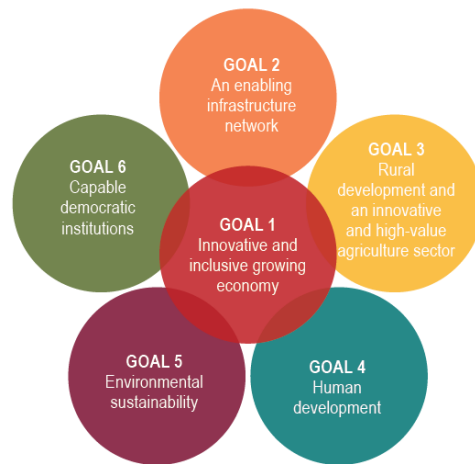 GOAL 2
An enabling
infrastructure
network
GOAL 3
Rural
development and
an innovative
and high-value
agriculture sector
GOAL 6
Capable
democratic
institutions
GOAL 1
Innovative and
inclusive growing
economy
GOAL 5
Environmental
sustainability
GOAL 4
Human
development